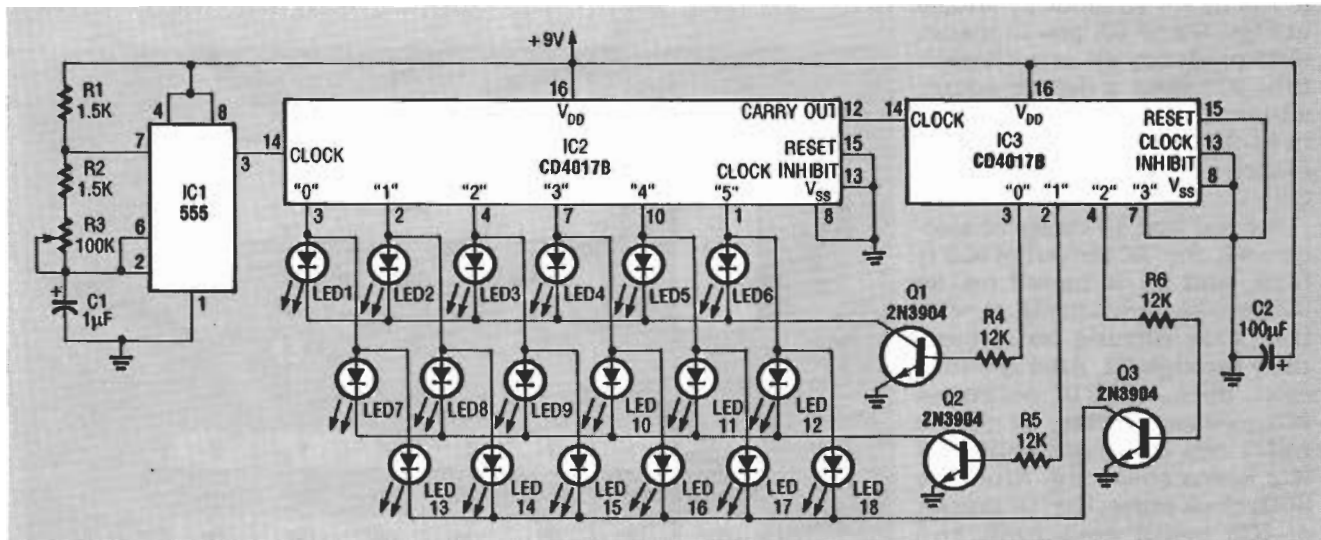 +9V
R1
1.5K
R2
1.5K
R3
100K
+
C1
1µF
4
8
7
6
2
3
1
IC1
555
14
CLOCK
16
VDD
IC2
CD4017B
CARRY OUT
12
RESET
15
CLOCK INHIBIT
13
VSS
8
"0"
"1"
"2"
"3"
"4"
"5"
3
2
4
7
10
1
14
CLOCK
16
VDD
IC3
CD4017B
RESET
15
CLOCK
INHIBIT
13
8
VSS
"0"
"1"
"2"
"3"
3
2
4
7
LED1
LED2
LED3
LED4
LED5
LED6
Q1
2N3904
R4
12K
R6
12K
C2
100µF
+
LED7
LED8
LED9
LED
10
LED
11
LED
12
Q2
2N3904
R5
12K
Q3
2N3904
LED
13
LED
14
LED
15
LED
16
LED
17
LED
18